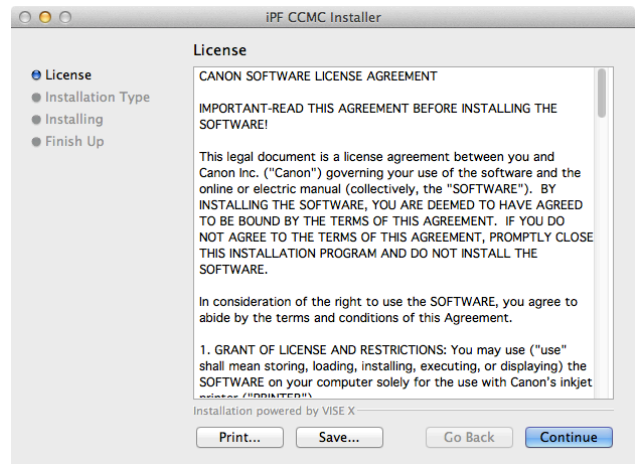 iPF CCMC Installer
License
License
Installation Type
Installing
Finish Up
CANON SOFTWARE LICENSE AGREEMENT
IMPORTANT-READ THIS AGREEMENT BEFORE INSTALLING THE
SOFTWARE!
This legal document is a license agreement between you and
Canon Inc. ("Canon") governing your use of the software and the
online or electric manual (collectively, the "SOFTWARE"). BY
INSTALLING THE SOFTWARE, YOU ARE DEEMED TO HAVE AGREED
TO BE BOUND BY THE TERMS OF THIS AGREEMENT. IF YOU DO
NOT AGREE TO THE TERMS OF THIS AGREEMENT, PROMPTLY CLOSE
THIS INSTALLATION PROGRAM AND DO NOT INSTALL THE
SOFTWARE.
In consideration of the right to use the SOFTWARE, you agree to
abide by the terms and conditions of this Agreement.
1. GRANT OF LICENSE AND RESTRICTIONS: You may use ("use"
shall mean storing, loading, installing, executing, or displaying) the
SOFTWARE on your computer solely for the use with Canon's inkjet
printer ("PRINTER")
Installation powered by VISE X
Print...
Save...
Go Back
Continue